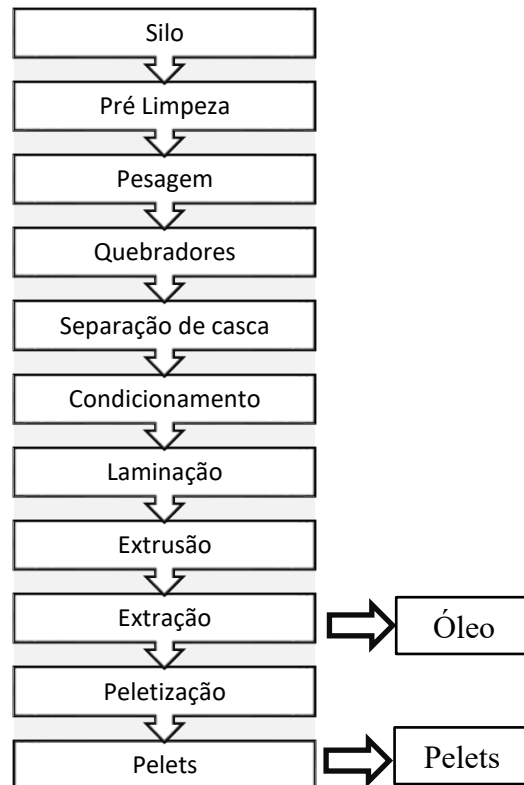 Silo
Pré Limpeza
Pesagem
Quebradores
Separação de casca
Condicionamento
Laminação
Extrusão
Extração
Óleo
Peletização
Pelets
Pelets